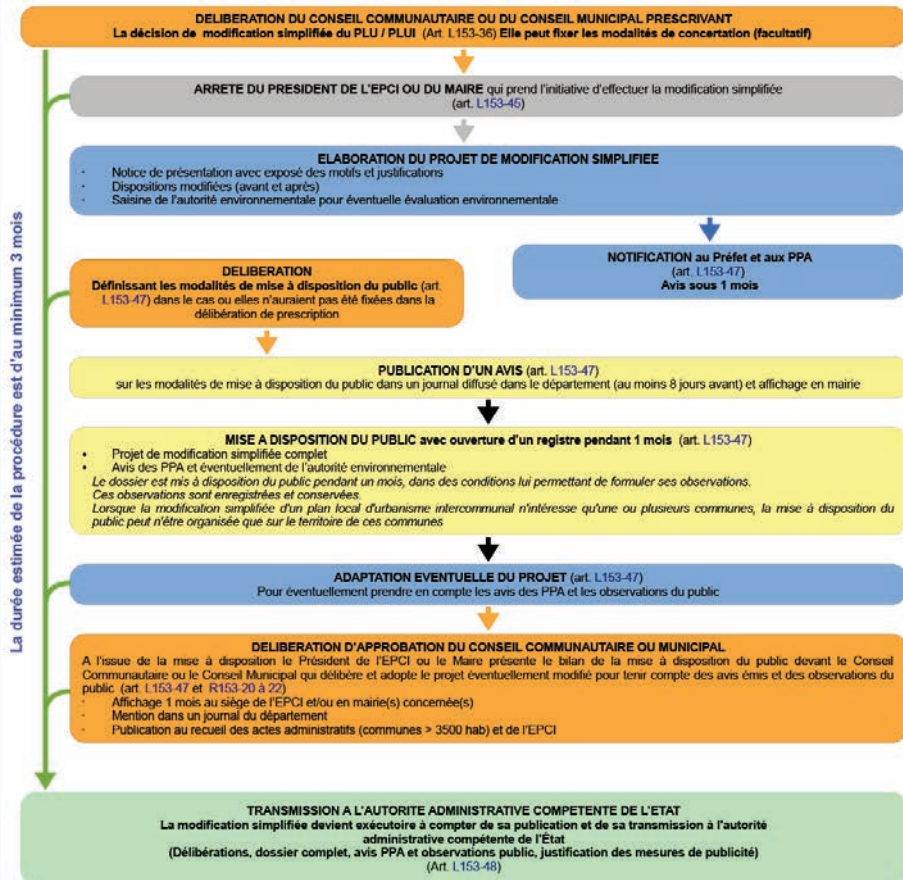 DELIBERATION DU CONSEIL COMMUNAUTAIRE OU DU CONSEIL MUNICIPAL PRESCRIVANT
La décision de modification simplifiée du PLU / PLUI (Art. L153-36) Elle peut fixer les modalités de concertation (facultatif)
ARRETE DU PRESIDENT DE L'EPCI OU DU MAIRE qui prend l'initiative d'effectuer la modification simplifiée
(art. L153-45)
ELABORATION DU PROJET DE MODIFICATION SIMPLIFIEE
· Notice de présentation avec exposé des motifs et justifications
· Dispositions modifiées (avant et après)
· Saisine de l'autorité environnementale pour éventuelle évaluation environnementale
NOTIFICATION au Préfet et aux PPA
(art. L153-47)
Avis sous 1 mois
DELIBERATION
Définissant les modalités de mise à disposition du public (art.
L153-47) dans le cas ou elles n'auraient pas été fixées dans la
délibération de prescription
PUBLICATION D'UN AVIS (art. L153-47)
sur les modalités de mise à disposition du public dans un journal diffusé dans le département (au moins 8 jours avant) et affichage en mairie
MISE A DISPOSITION DU PUBLIC avec ouverture d'un registre pendant 1 mois (art. L153-47)
• Projet de modification simplifiée complet
• Avis des PPA et éventuellement de l'autorité environnementale
Le dossier est mis à disposition du public pendant un mois, dans des conditions lui permettant de formuler ses observations.
Ces observations sont enregistrées et conservées.
Lorsque la modification simplifiée d'un plan local d'urbanisme intercommunal n'intéresse qu'une ou plusieurs communes, la mise à disposition du
public peut n'être organisée que sur le territoire de ces communes
ADAPTATION EVENTUELLE DU PROJET (art. L153-47)
Pour éventuellement prendre en compte les avis des PPA et les observations du public
DELIBERATION D'APPROBATION DU CONSEIL COMMUNAUTAIRE OU MUNICIPAL
A l'issue de la mise à disposition le Président de l'EPCI ou le Maire présente le bilan de la mise à disposition du public devant le Conseil
Communautaire ou le Conseil Municipal qui délibère et adopte le projet éventuellement modifié pour tenir compte des avis émis et des observations du
public (art. L153-47 et R153-20 à 22)
· Affichage 1 mois au siège de l'EPCI et/ou en mairie(s) concernée(s)
· Mention dans un journal du département
· Publication au recueil des actes administratifs (communes > 3500 hab) et de l'EPCI
TRANSMISSION A L'AUTORITE ADMINISTRATIVE COMPETENTE DE L'ETAT
La modification simplifiée devient exécutoire à compter de sa publication et de sa transmission à l'autorité
administrative compétente de l'État
(Délibérations, dossier complet, avis PPA et observations public, justification des mesures de publicité)
(Art. L153-48)
La durée estimée de la procédure est d'au minimum 3 mois